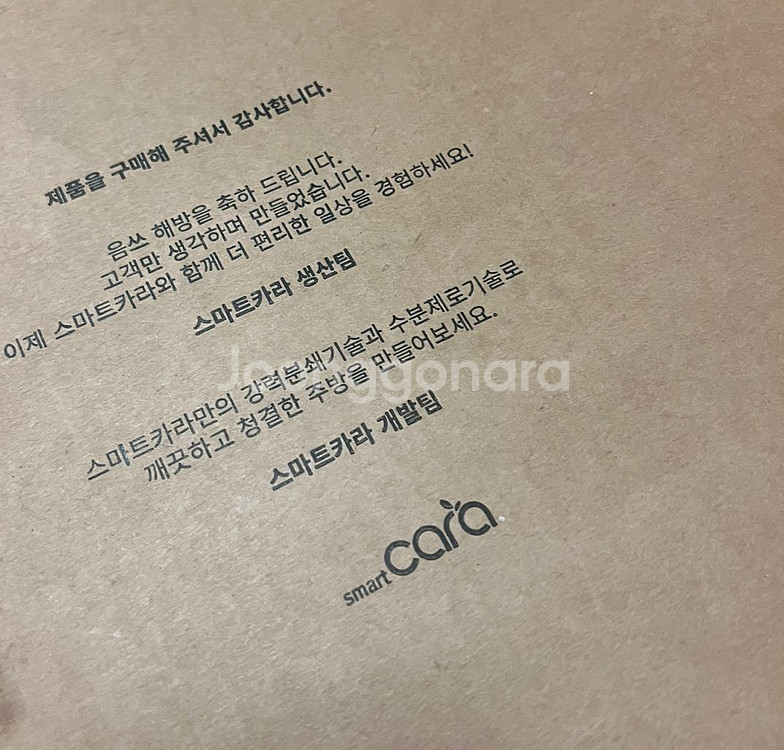 제품을 구매해 주셔서 감사합니다.
음쓰 해방을 축하 드립니다.
고객만 생각하며 만들었습니다.
이제 스마트카라와 함께 더 편리한 일상을 경험하세요!
스마트카라 생산팀
스마트카라만의 강력분쇄기술과 수분제로기술로
깨끗하고 청결한 주방을 만들어보세요.
스마트카라 개발팀
smart cara
Joonggonara